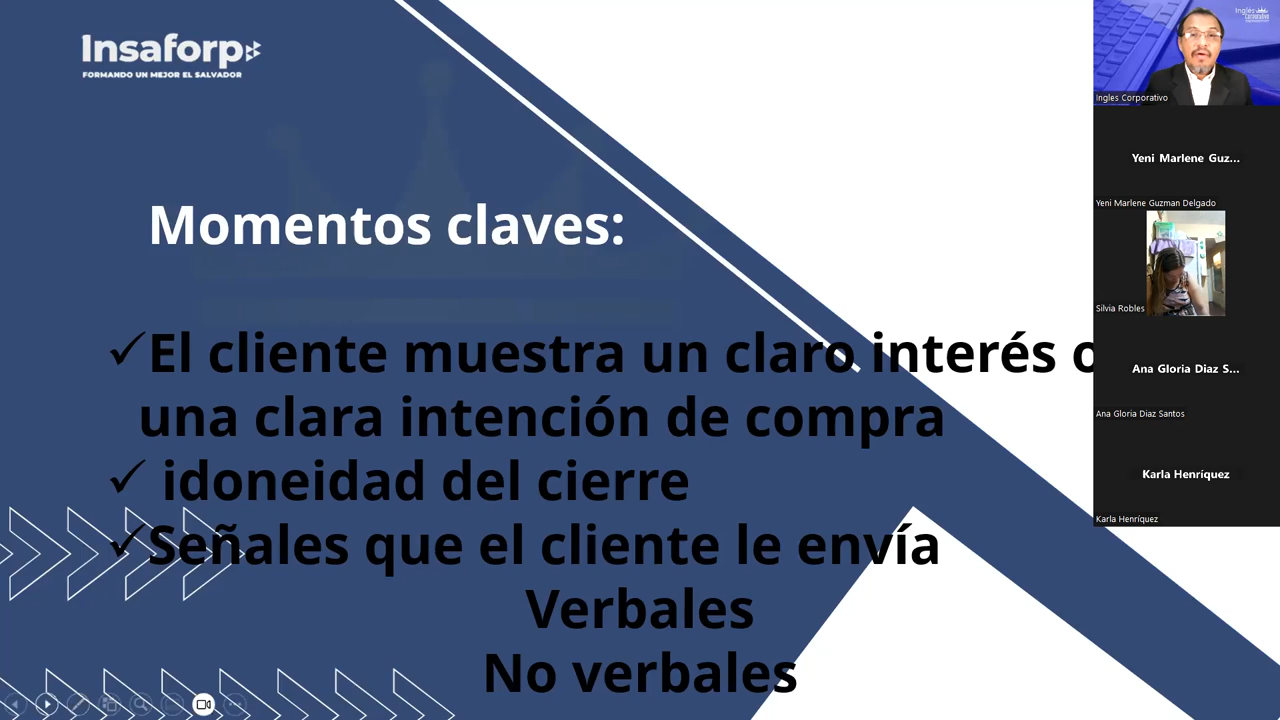 Insaforp
FORMANDO UN MEJOR EL SALVADOR
Momentos claves:
✓El cliente muestra un claro interés o
una clara intención de compra
✓ idoneidad del cierre
✓Señales que el cliente le envía
Verbales
No verbales
Inglés
Corporativo
Ingles Corporativo
Yeni Marlene Guz...
Yeni Marlene Guzman Delgado
Silvia Robles
Ana Gloria Diaz S...
Ana Gloria Diaz Santos
Karla Henríquez
Karla Henríquez